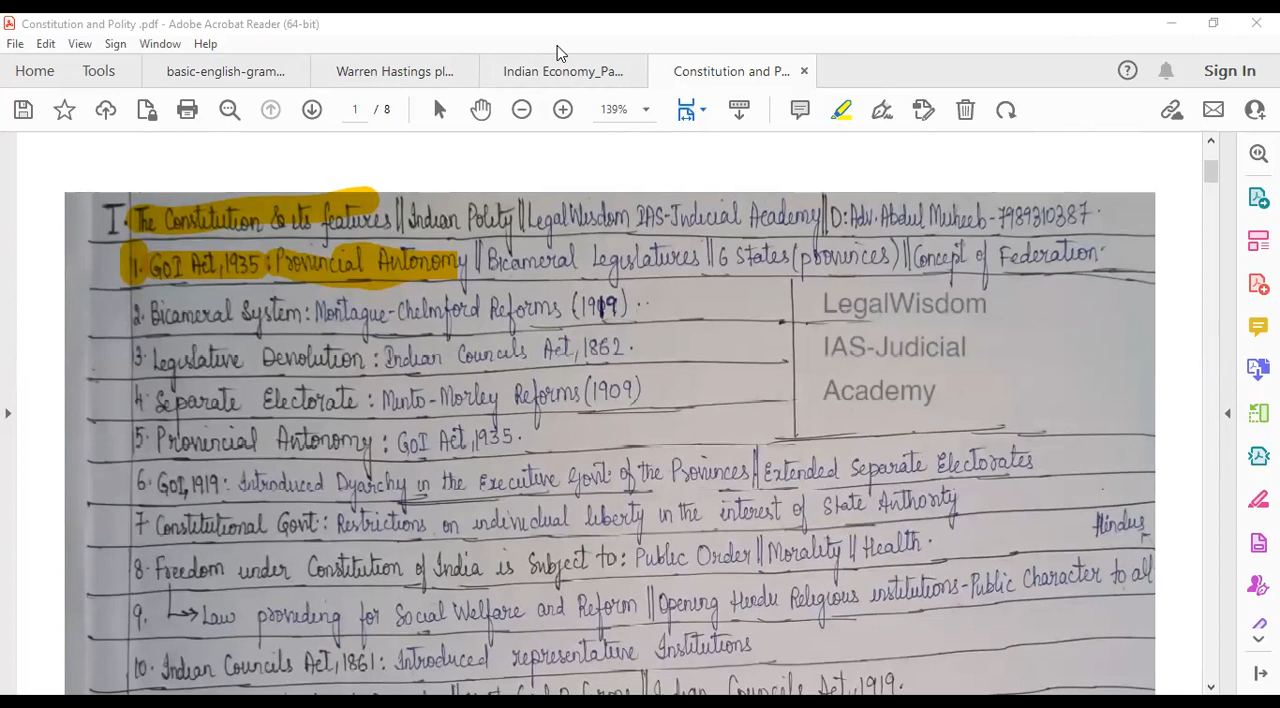 Constitution and Polity .pdf - Adobe Acrobat Reader (64-bit)
File Edit View Sign Window Help
Home Tools basic-english-gram... Warren Hastings pl... Indian Economy_Pa... Constitution and P... × Sign In
1 / 8 139%
I. The Constitution & its features || Indian Polity || LegalWisdom IAS-Judicial Academy || D: Adv. Abdul Muheeb - 7989310387.
1. GoI Act, 1935 : Provincial Autonomy || Bicameral Legislatures || 6 States (provinces) || Concept of Federation.
2. Bicameral System: Montague-Chelmford Reforms (1919) ..
3. Legislative Devolution : Indian Councils Act, 1862.
4. Separate Electorate : Minto-Morley Reforms (1909)
5. Provincial Autonomy : GoI Act, 1935.
LegalWisdom
IAS-Judicial
Academy
6. GOI, 1919 : Introduced Dyarchy in the Executive Govt. of the Provinces || Extended Separate Electorates
7 Constitutional Govt : Restrictions on individual liberty in the interest of State Authority
8. Freedom under Constitution of India is Subject to : Public Order || Morality || Health.
Hindus
9. → Law providing for Social Welfare and Reform || Opening Hindu Religious institutions - Public Character to all
10. Indian Councils Act, 1861 : Introduced representative Institutions
Indian Councils Act, 1919.